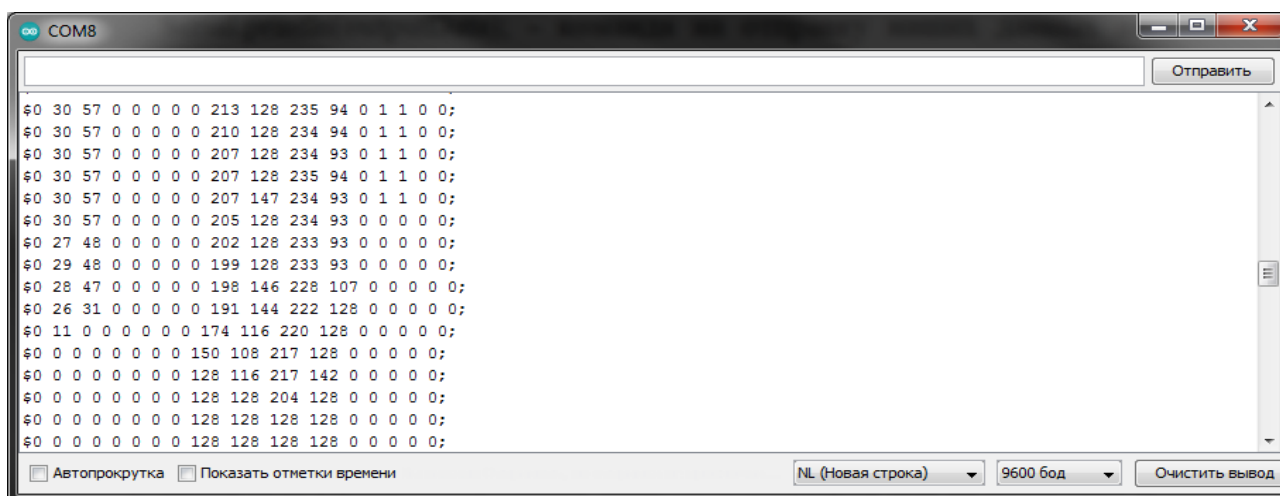 COM8
Отправить
$0 30 57 0 0 0 0 0 213 128 235 94 0 1 1 0 0;
$0 30 57 0 0 0 0 0 210 128 234 94 0 1 1 0 0;
$0 30 57 0 0 0 0 0 207 128 234 93 0 1 1 0 0;
$0 30 57 0 0 0 0 0 207 128 235 94 0 1 1 0 0;
$0 30 57 0 0 0 0 0 207 147 234 93 0 1 1 0 0;
$0 30 57 0 0 0 0 0 205 128 234 93 0 0 0 0 0;
$0 27 48 0 0 0 0 0 202 128 233 93 0 0 0 0 0;
$0 29 48 0 0 0 0 0 199 128 233 93 0 0 0 0 0;
$0 28 47 0 0 0 0 0 198 146 228 107 0 0 0 0 0;
$0 26 31 0 0 0 0 0 191 144 222 128 0 0 0 0 0;
$0 11 0 0 0 0 0 0 174 116 220 128 0 0 0 0 0;
$0 0 0 0 0 0 0 0 150 108 217 128 0 0 0 0 0;
$0 0 0 0 0 0 0 0 128 116 217 142 0 0 0 0 0;
$0 0 0 0 0 0 0 0 128 128 204 128 0 0 0 0 0;
$0 0 0 0 0 0 0 0 128 128 128 128 0 0 0 0 0;
$0 0 0 0 0 0 0 0 128 128 128 128 0 0 0 0 0;
Автопрокрутка Показать отметки времени NL (Новая строка) 9600 бод Очистить вывод